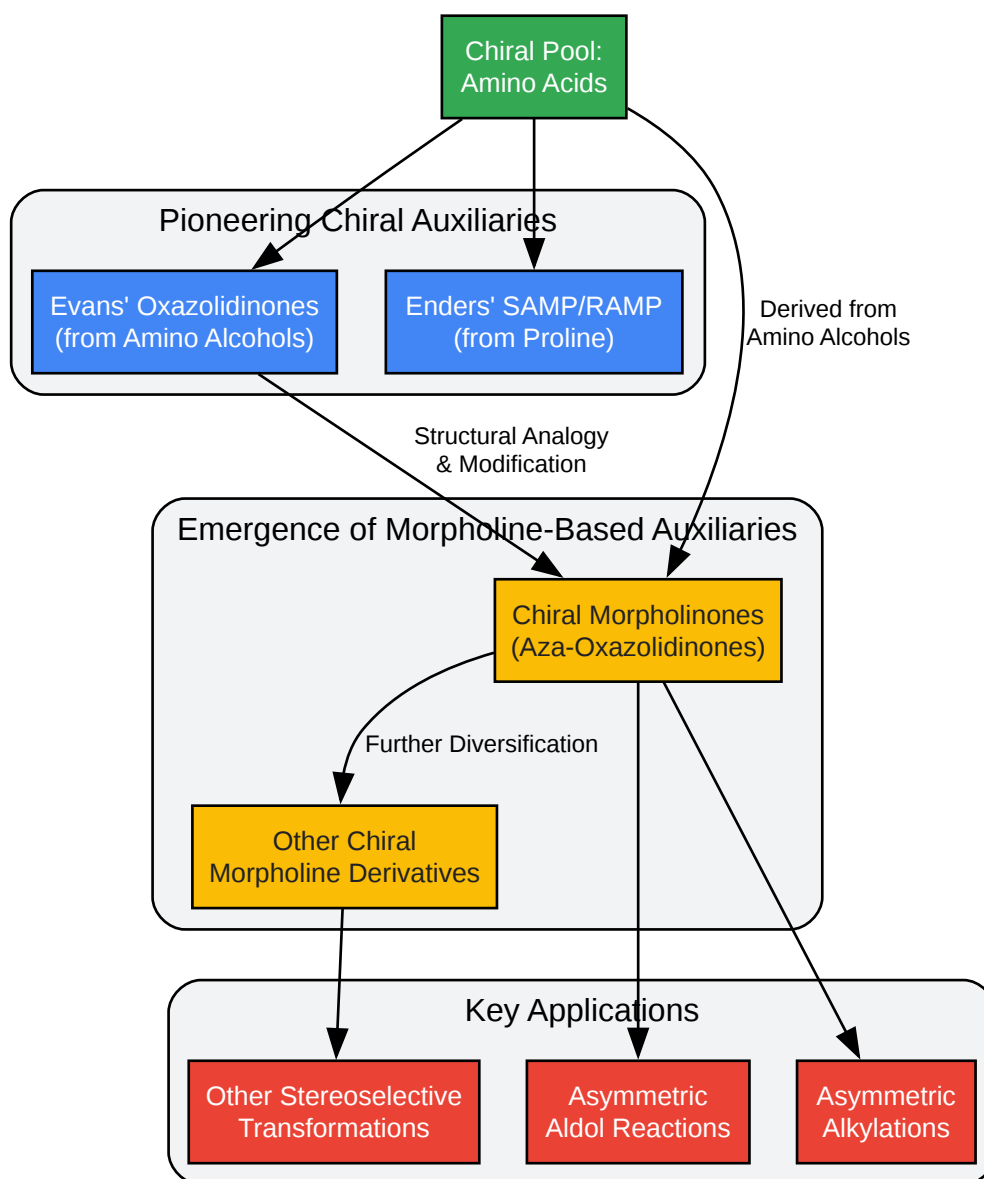 Chiral Pool:
Amino Acids
Pioneering Chiral Auxiliaries
Evans' Oxazolidinones
(from Amino Alcohols)
Enders' SAMP/RAMP
(from Proline)
Derived from
Amino Alcohols
Structural Analogy
& Modification
Emergence of Morpholine-Based Auxiliaries
Chiral Morpholinones
(Aza-Oxazolidinones)
Further Diversification
Other Chiral
Morpholine Derivatives
Key Applications
Other Stereoselective
Transformations
Asymmetric
Aldol Reactions
Asymmetric
Alkylations